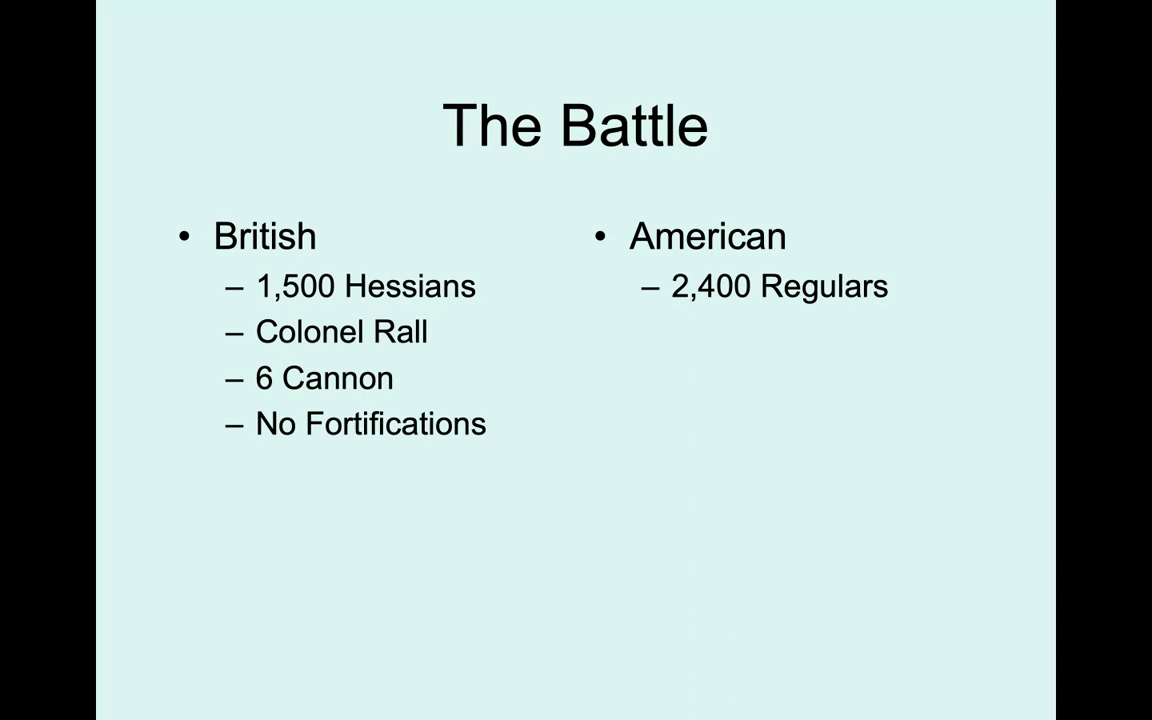 The Battle
• British
– 1,500 Hessians
– Colonel Rall
– 6 Cannon
– No Fortifications
• American
– 2,400 Regulars